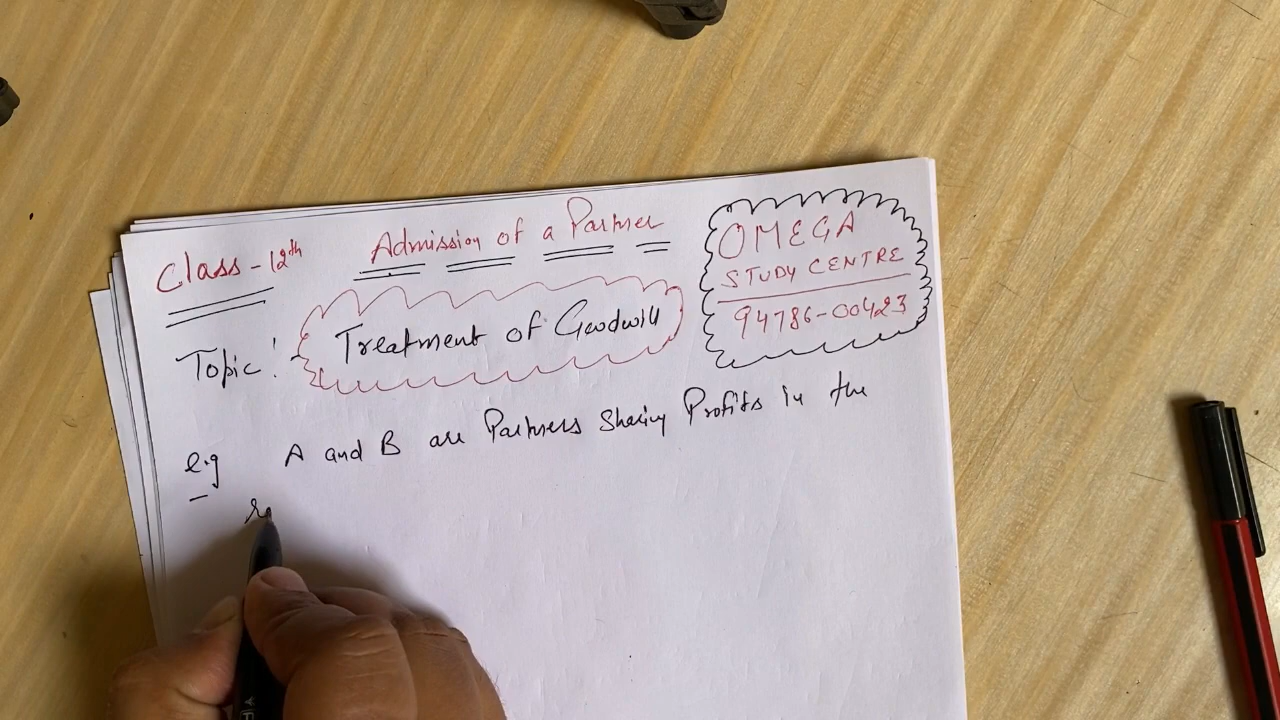 Class - 12th
Admission of a Partner
OMEGA
STUDY CENTRE
94786-00423
Topic :- Treatment of Goodwill
e.g A and B are Partners Sharing Profits in the